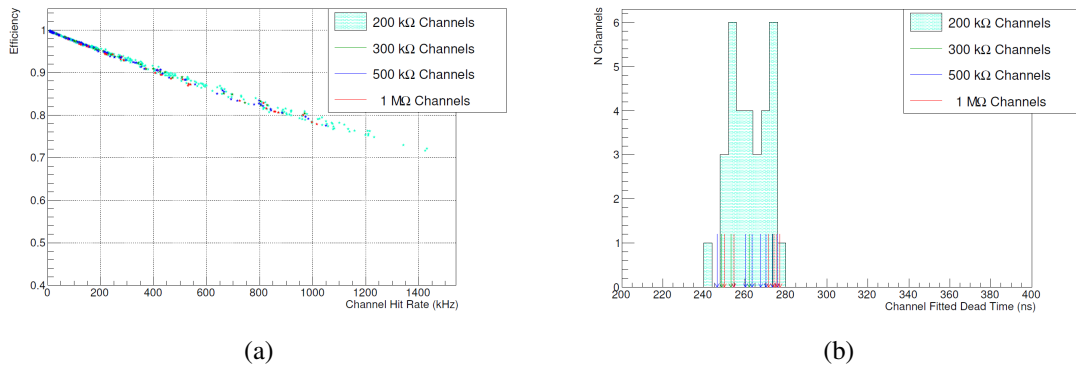 Efficiency
1
0.9
0.8
0.7
0.6
0.5
0.4
0 200 400 600 800 1000 1200 1400
Channel Hit Rate (kHz)
200 kΩ Channels
300 kΩ Channels
500 kΩ Channels
1 MΩ Channels
(a)
N Channels
6
5
4
3
2
1
0
200 220 240 260 280 300 320 340 360 380 400
Channel Fitted Dead Time (ns)
200 kΩ Channels
300 kΩ Channels
500 kΩ Channels
1 MΩ Channels
(b)